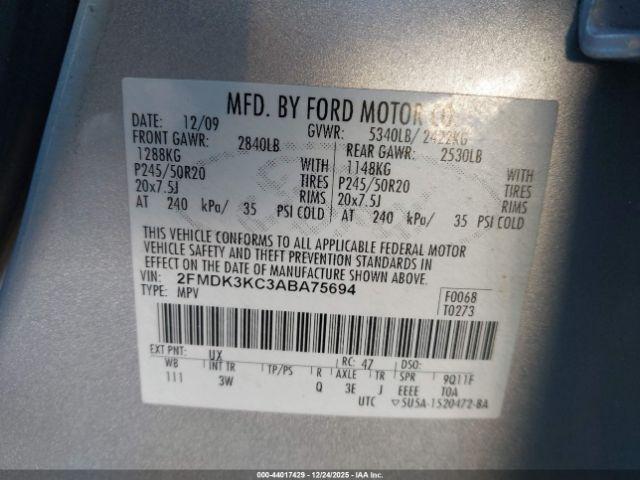 MFD. BY FORD MOTOR CO.
DATE: 12/09 GVWR: 5340LB/ 2422KG
FRONT GAWR: 2840LB REAR GAWR: 2530LB
1288KG WITH 1148KG WITH
P245/50R20 TIRES P245/50R20 TIRES
20x7.5J RIMS 20x7.5J RIMS
AT 240 kPa/ 35 PSI COLD AT 240 kPa/ 35 PSI COLD
THIS VEHICLE CONFORMS TO ALL APPLICABLE FEDERAL MOTOR
VEHICLE SAFETY AND THEFT PREVENTION STANDARDS IN
EFFECT ON THE DATE OF MANUFACTURE SHOWN ABOVE.
VIN: 2FMDK3KC3ABA75694 F0068
TYPE: MPV T0273
EXT PNT: UX RC: 47 DSO:
WB INT TR TP/PS R AXLE TR SPR 9Q11F
111 3W Q 3E J EEEE TOA
UTC ▽5U5A-1520472-BA
000-44017429 - 12/24/2025 - IAA, Inc.